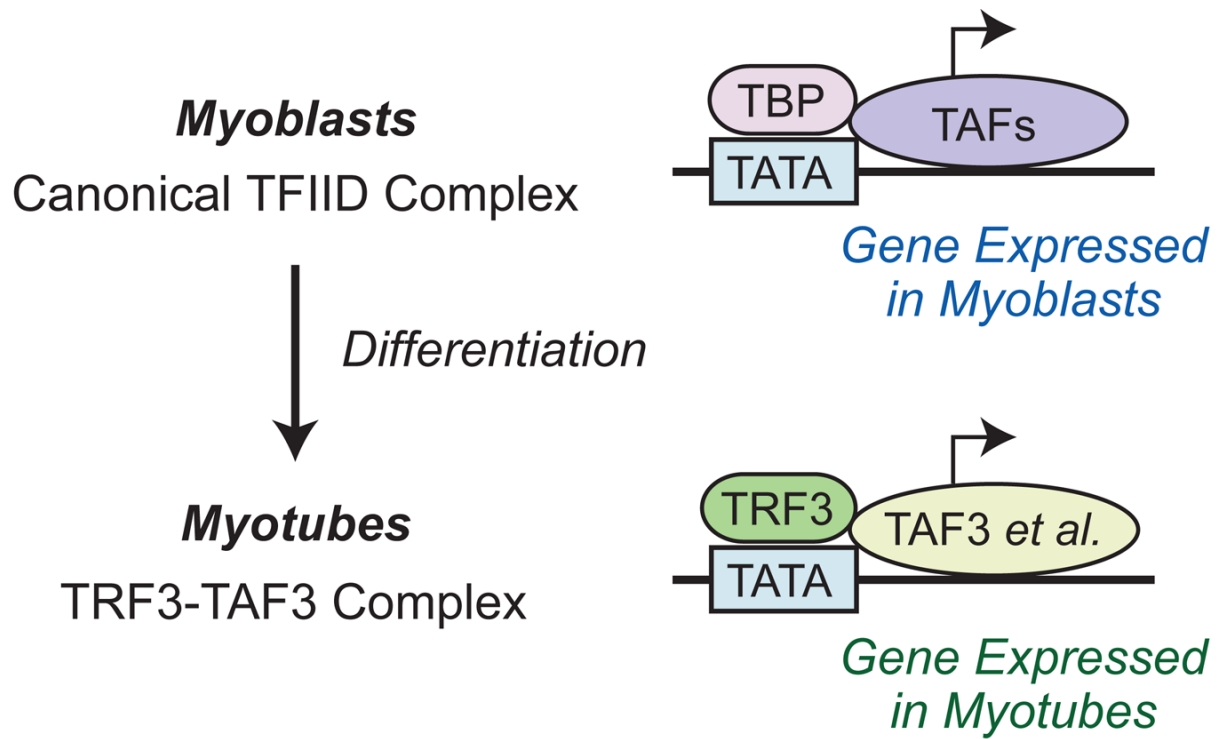 Myoblasts
Canonical TFIID Complex
TBP
TAFs
TATA
Gene Expressed
in Myoblasts
Differentiation
Myotubes
TRF3-TAF3 Complex
TRF3
TAF3 et al.
TATA
Gene Expressed
in Myotubes